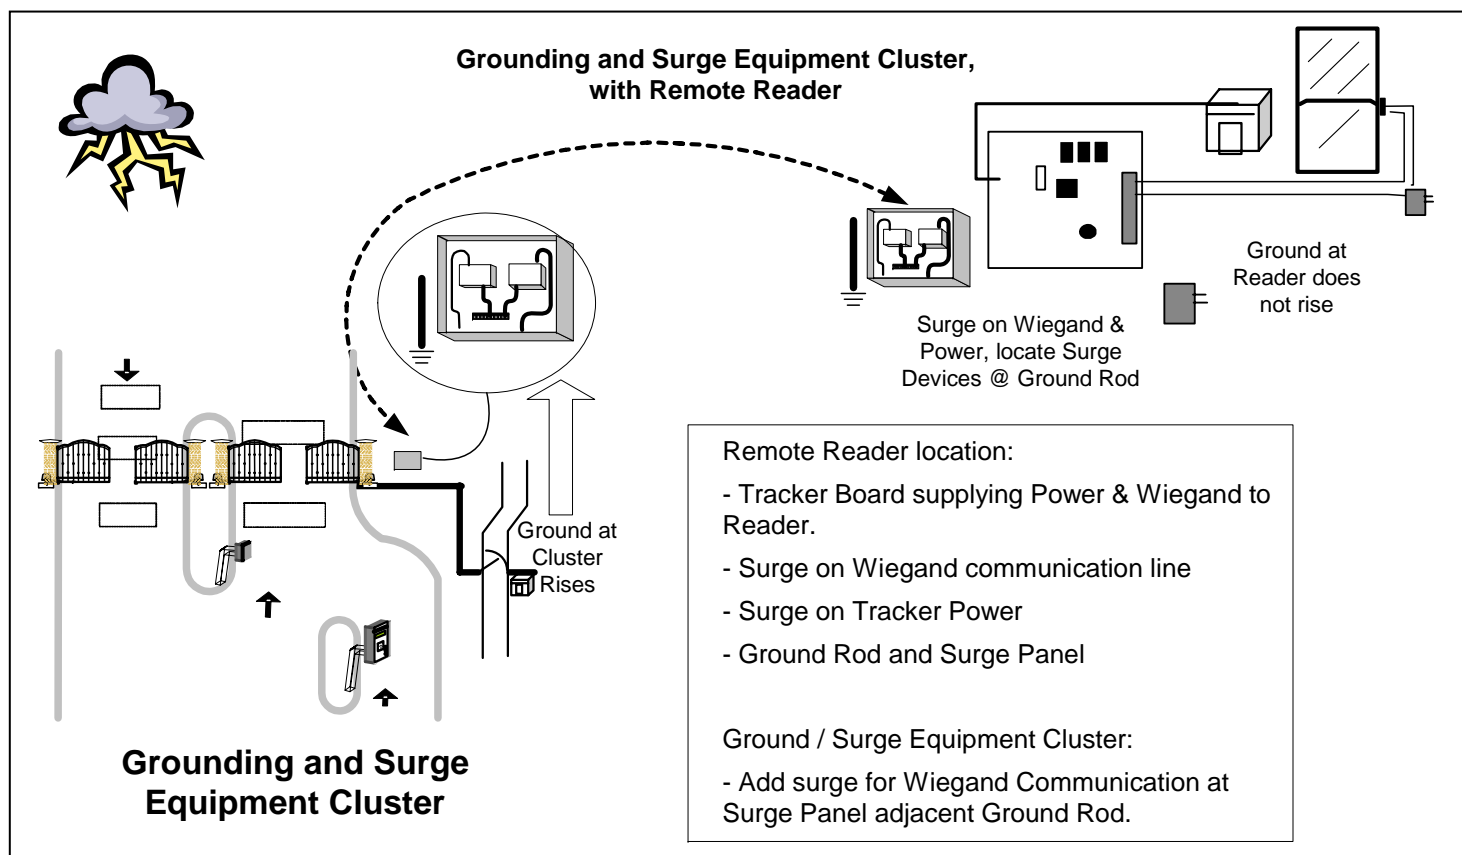 Grounding and Surge Equipment Cluster,
with Remote Reader
Ground at
Reader does
not rise
Surge on Wiegand &
Power, locate Surge
Devices @ Ground Rod
Ground at
Cluster
Rises
Remote Reader location:
- Tracker Board supplying Power & Wiegand to
Reader.
- Surge on Wiegand communication line
- Surge on Tracker Power
- Ground Rod and Surge Panel
Ground / Surge Equipment Cluster:
- Add surge for Wiegand Communication at
Surge Panel adjacent Ground Rod.
Grounding and Surge
Equipment Cluster